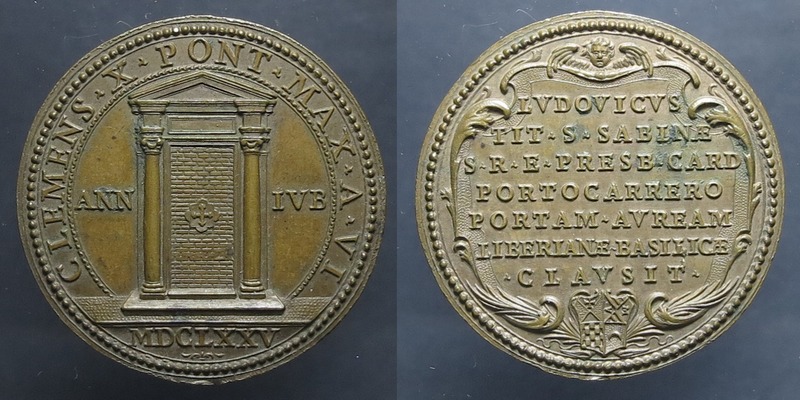 CLEMENS · X · PONT · MAX · A · VI
ANN IVB
MDCLXXV
LVDOVICVS
TIT · S · SABINÆ
S · R · E · PRESB · CARD
PORTOCARRERO
PORTAM · AVREAM
LIBERIANÆ · BASILICÆ
· CLAVSIT ·